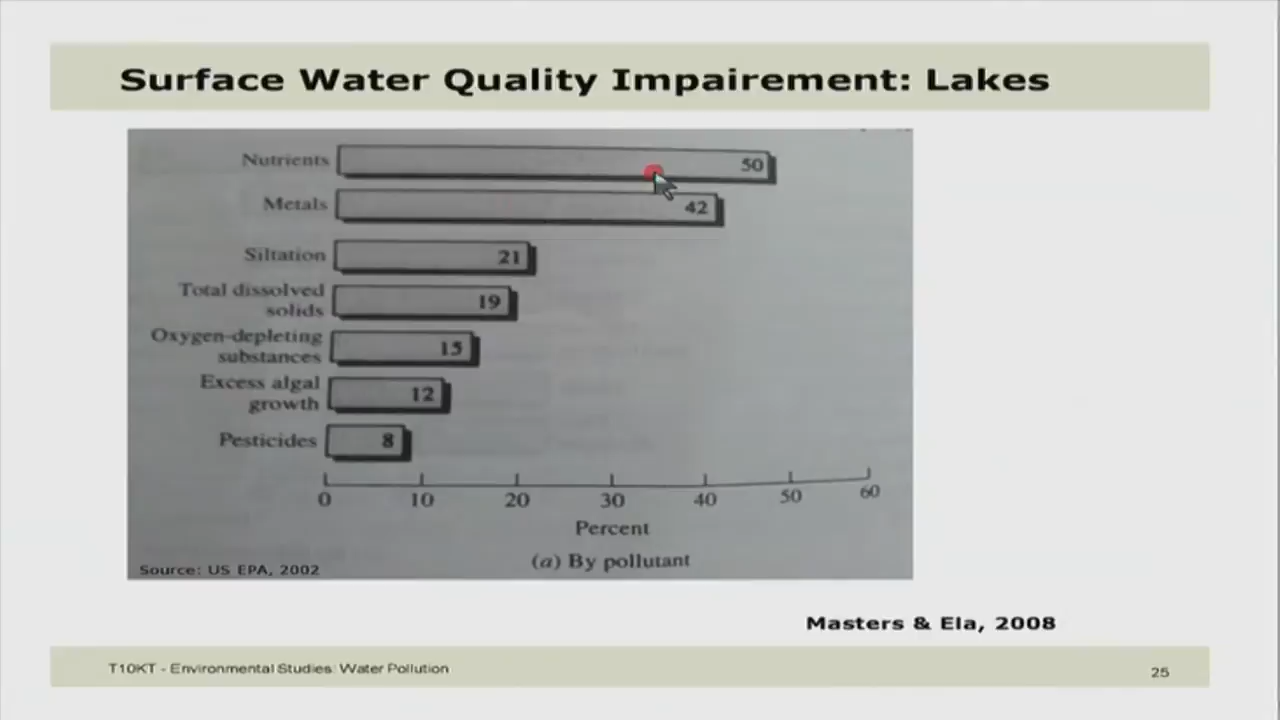 Surface Water Quality Impairement: Lakes
Nutrients 50
Metals 42
Siltation 21
Total dissolved
solids 19
Oxygen-depleting
substances 15
Excess algal
growth 12
Pesticides 8
0 10 20 30 40 50 60
Percent
(a) By pollutant
Source: US EPA, 2002
Masters & Ela, 2008
T10KT - Environmental Studies: Water Pollution
25